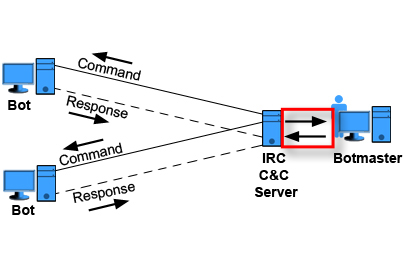 Command
Bot
Response
Command
IRC
C&C
Server
Botmaster
Response
Bot